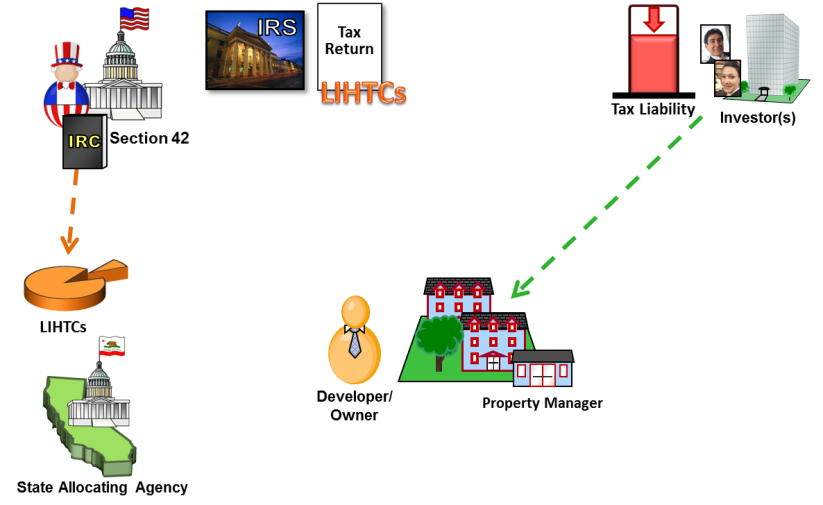 IRS
Tax
Return
LIHTCs
IRC
Section 42
Tax Liability
Investor(s)
LIHTCs
Developer/
Owner
Property Manager
State Allocating Agency